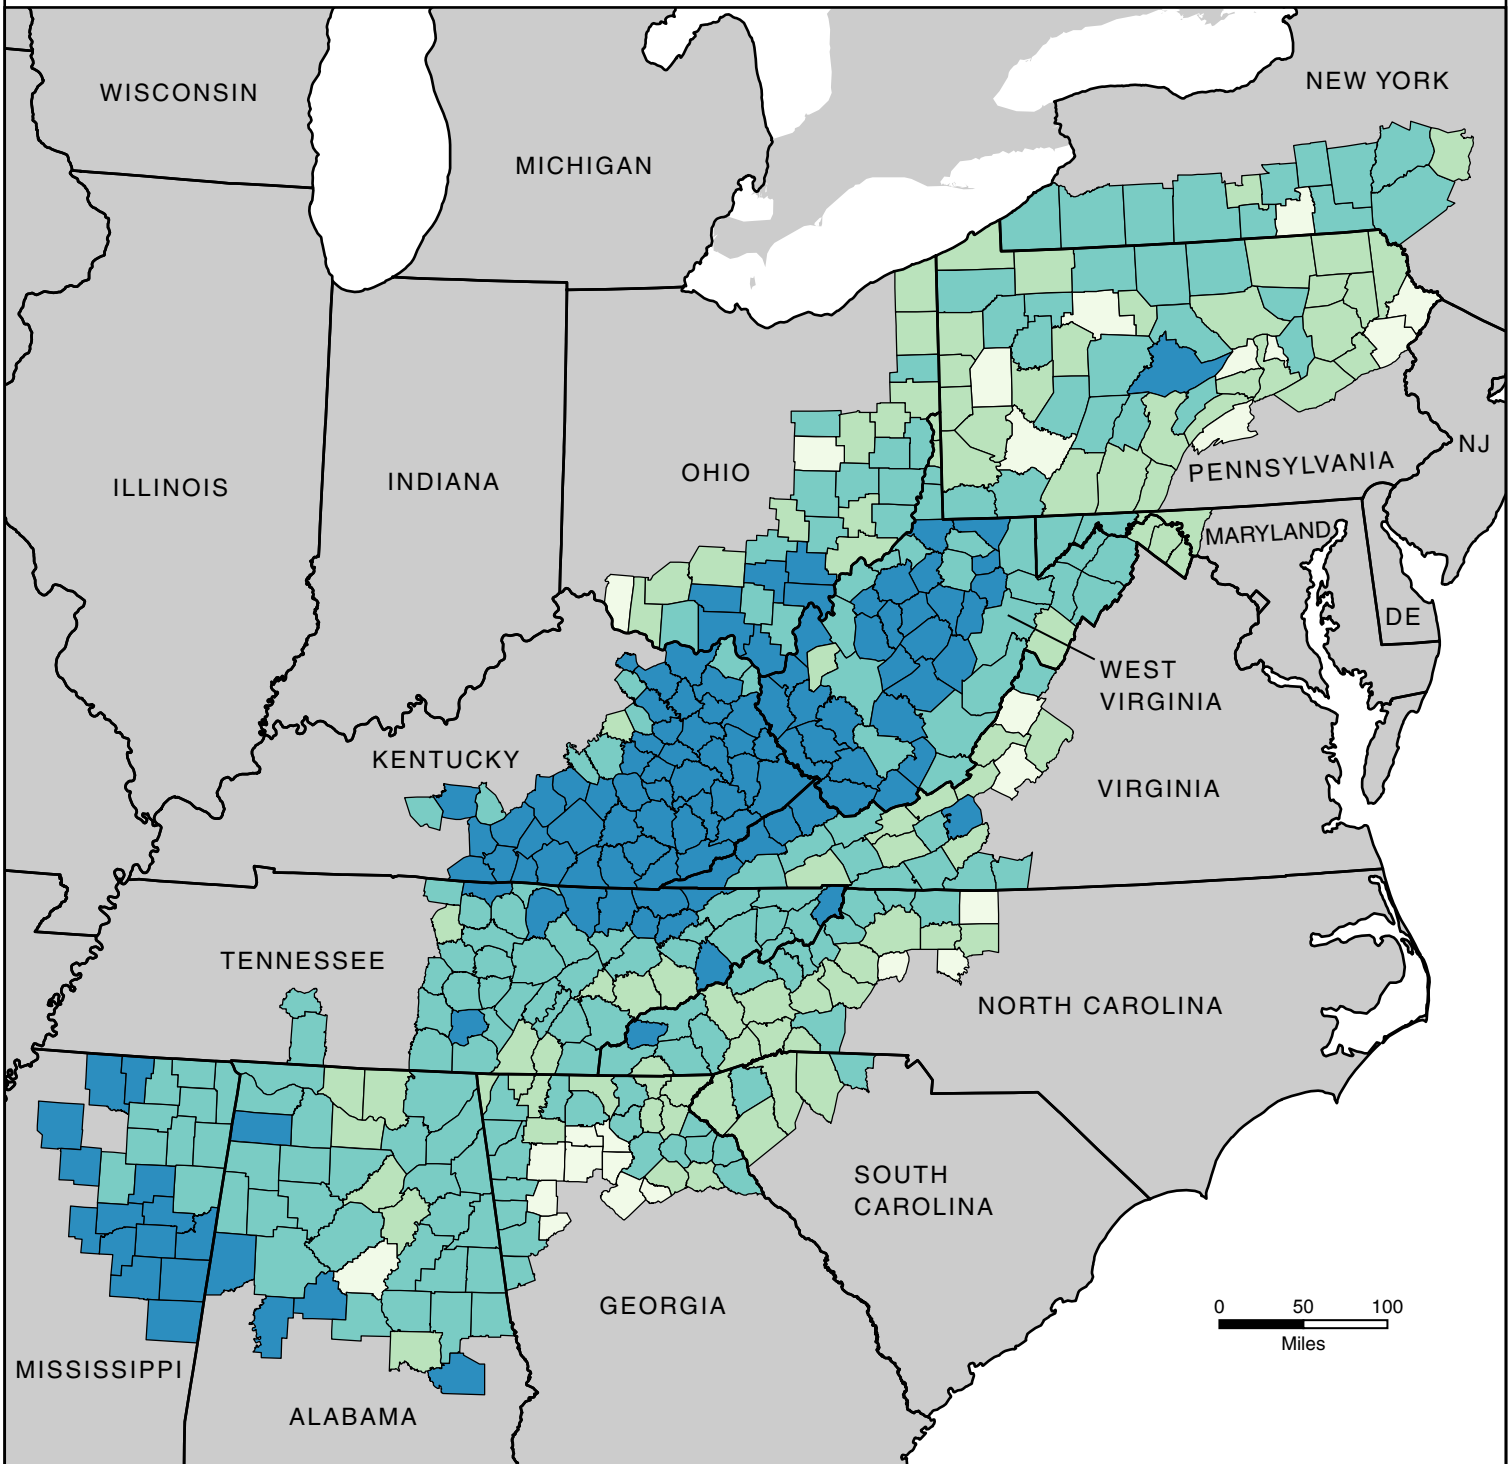 WISCONSIN
NEW YORK
MICHIGAN
NJ
PENNSYLVANIA
OHIO
INDIANA
ILLINOIS
MARYLAND
DE
WEST
VIRGINIA
KENTUCKY
VIRGINIA
TENNESSEE
NORTH CAROLINA
SOUTH
CAROLINA
GEORGIA
0 50 100
Miles
MISSISSIPPI
ALABAMA